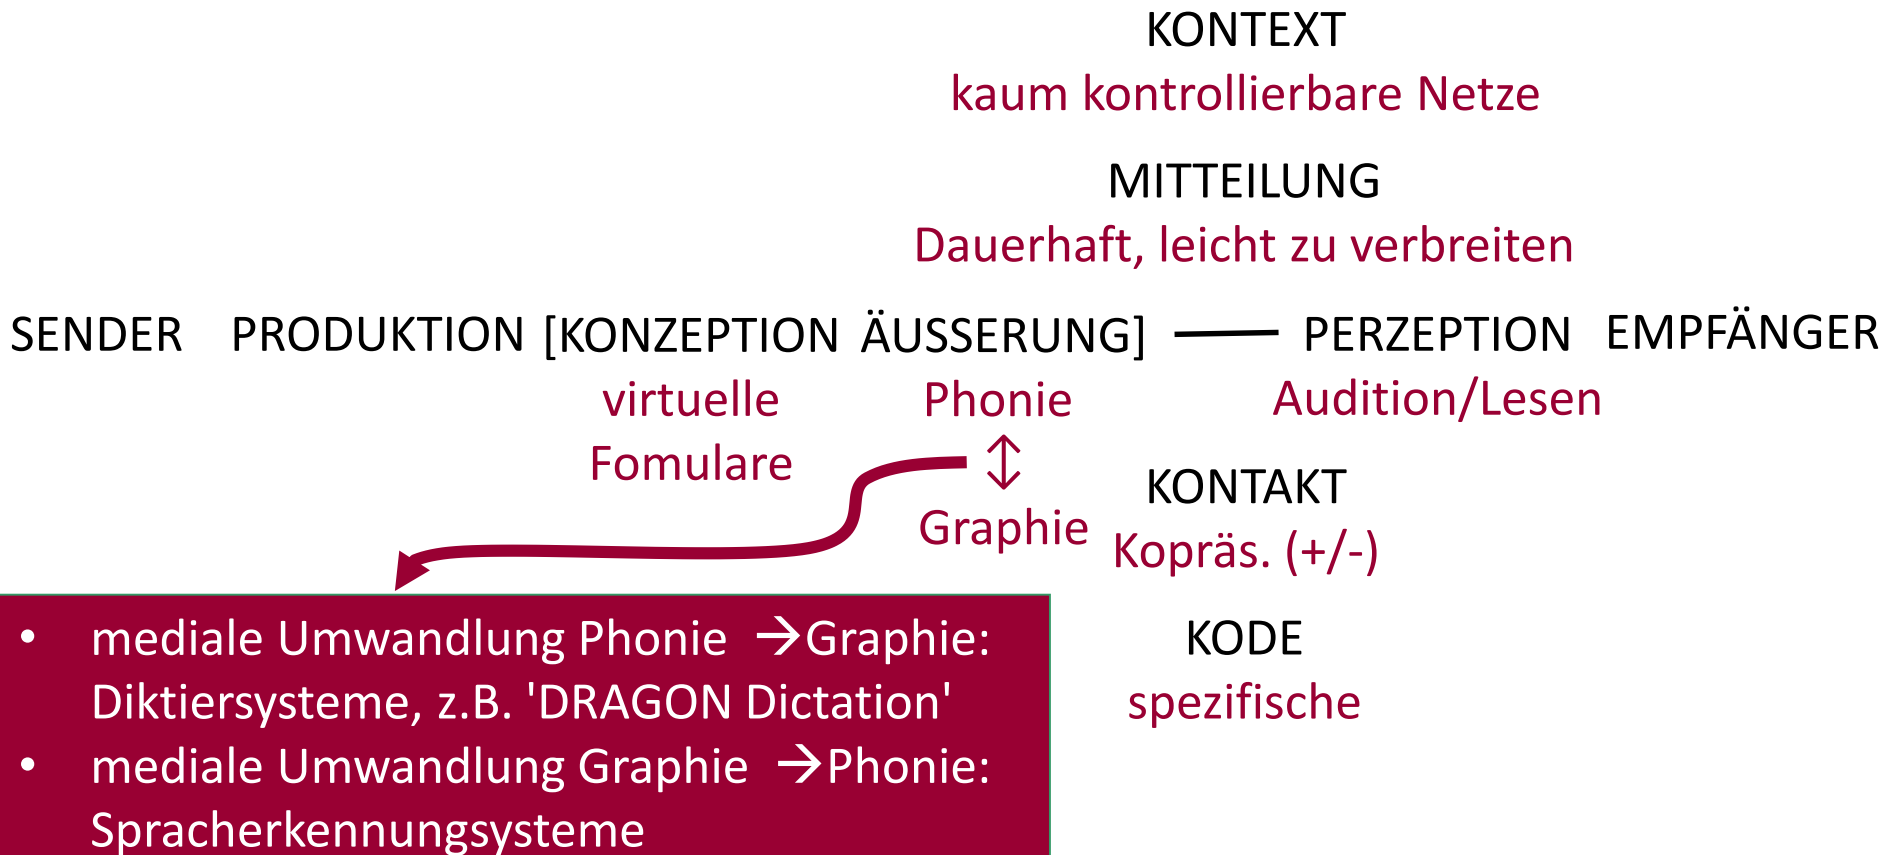 KONTEXT
kaum kontrollierbare Netze
MITTEILUNG
Dauerhaft, leicht zu verbreiten
SENDER PRODUKTION [KONZEPTION ÄUSSERUNG] PERZEPTION EMPFÄNGER
virtuelle Phonie Audition/Lesen
Fomulare ↕ KONTAKT
Graphie Kopräs. (+/-)
KODE
spezifische
• mediale Umwandlung Phonie →Graphie:
Diktiersysteme, z.B. 'DRAGON Dictation'
• mediale Umwandlung Graphie →Phonie:
Spracherkennungsysteme